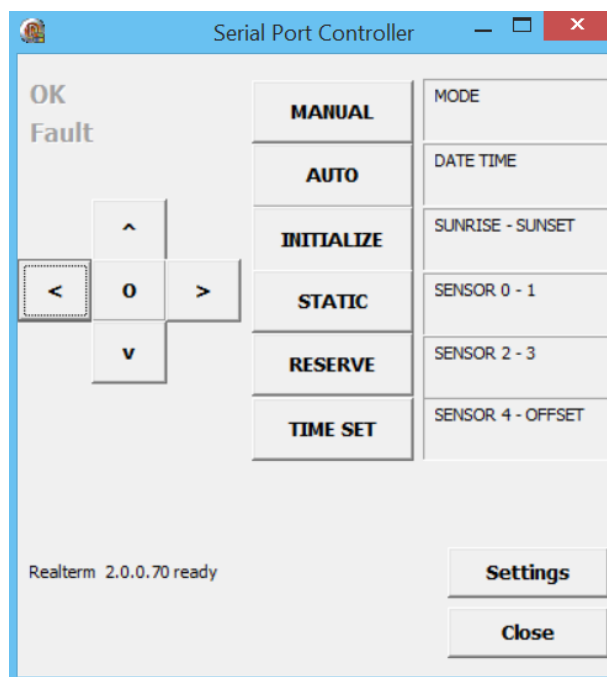 Serial Port Controller
OK
Fault
MANUAL
MODE
AUTO
DATE TIME
^
INITIALIZE
SUNRISE - SUNSET
<
O
>
STATIC
SENSOR 0 - 1
v
RESERVE
SENSOR 2 - 3
TIME SET
SENSOR 4 - OFFSET
Realterm 2.0.0.70 ready
Settings
Close